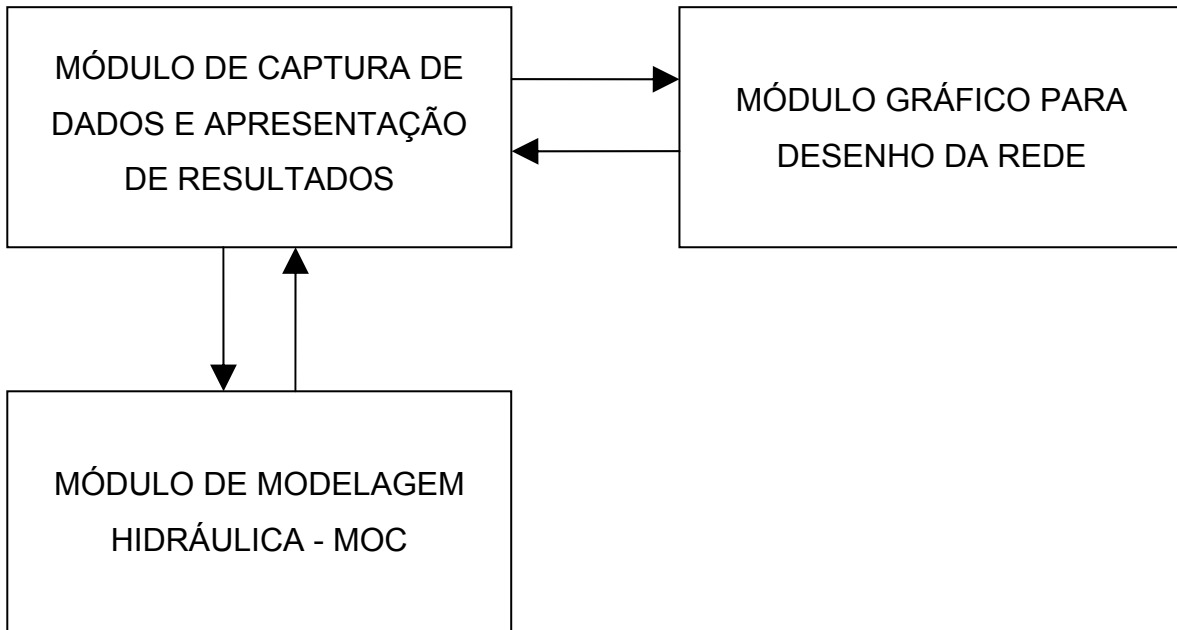 MÓDULO DE CAPTURA DE
DADOS E APRESENTAÇÃO
DE RESULTADOS
MÓDULO GRÁFICO PARA
DESENHO DA REDE
MÓDULO DE MODELAGEM
HIDRÁULICA - MOC